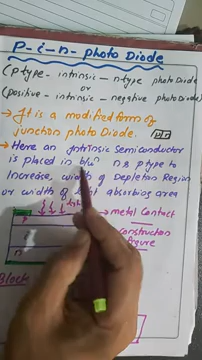 P-i-n-Photo Diode
(P type - intrinsic - n type photo Diode
or
(positive - intrinsic - negative photo Diode)
→ It is a modified form of
junction photo Diode.
→ Here an Intrinsic Semiconductor
is placed in b/w n & p type to
Increase, width of Depletion Region
or width of light absorbing area
metal Contact
P
construction
figure
n
Block